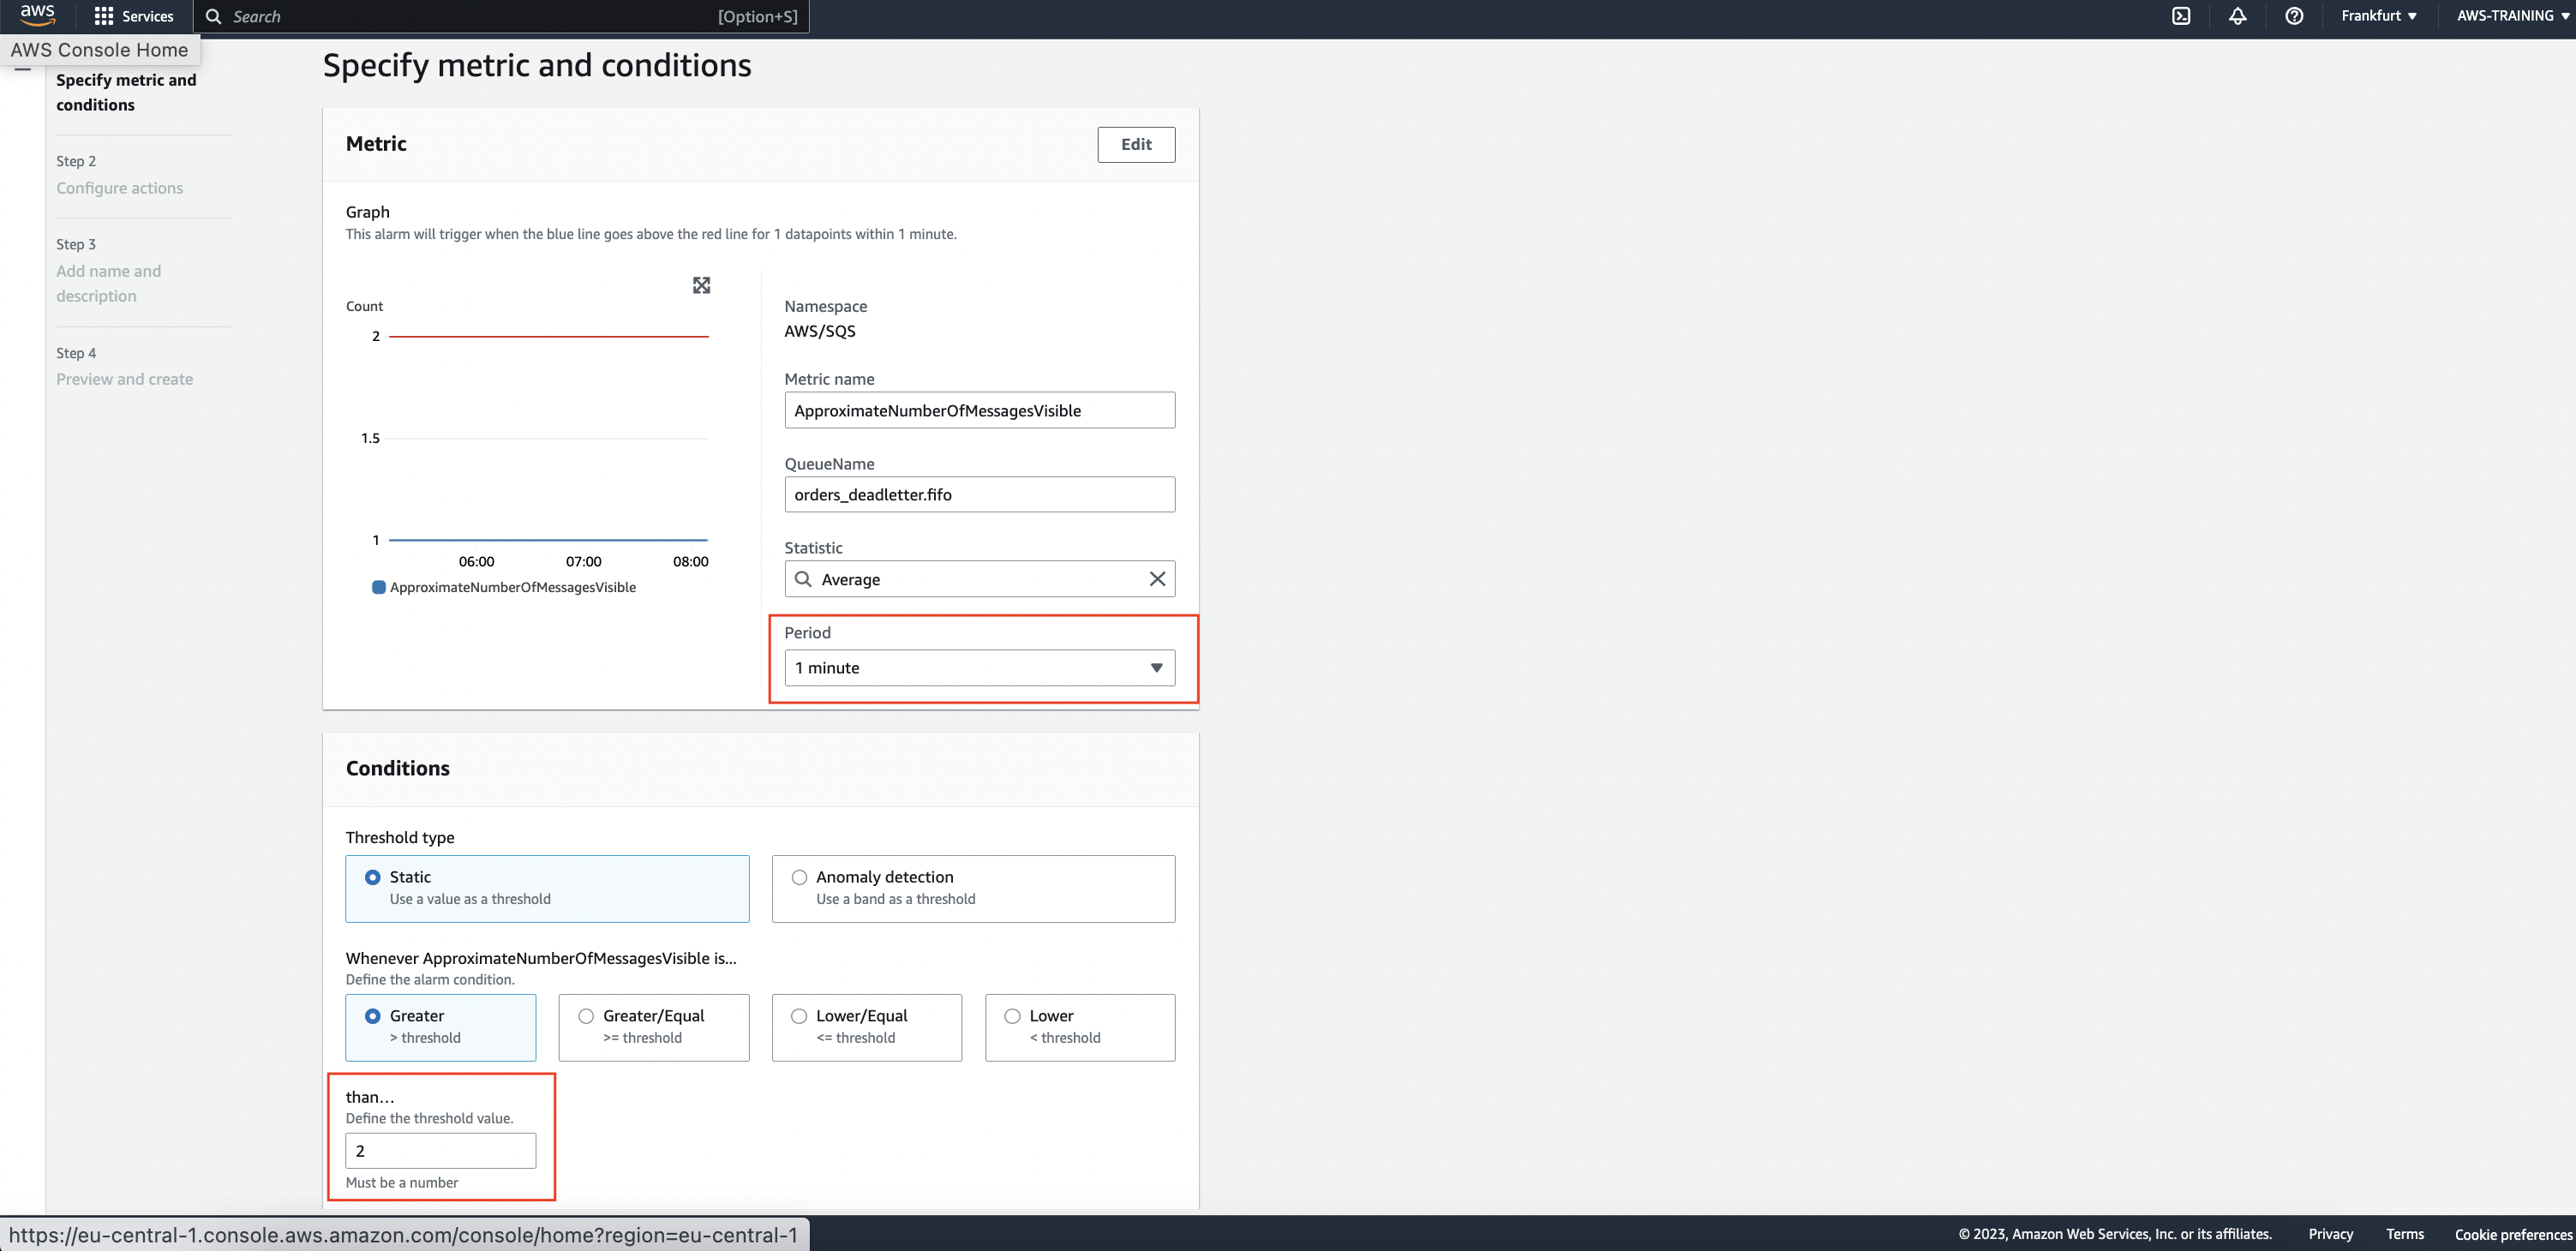 aws
Services
Search
[Option+S]
Frankfurt
AWS-TRAINING
AWS Console Home
Specify metric and
conditions
Step 2
Configure actions
Step 3
Add name and
description
Step 4
Preview and create
Specify metric and conditions
Metric
Edit
Graph
This alarm will trigger when the blue line goes above the red line for 1 datapoints within 1 minute.
Count
2
1.5
1
06:00
07:00
08:00
ApproximateNumberOfMessagesVisible
Namespace
AWS/SQS
Metric name
ApproximateNumberOfMessagesVisible
QueueName
orders_deadletter.fifo
Statistic
Average
Period
1 minute
Conditions
Threshold type
Static
Use a value as a threshold
Anomaly detection
Use a band as a threshold
Whenever ApproximateNumberOfMessagesVisible is...
Define the alarm condition.
Greater
> threshold
Greater/Equal
>= threshold
Lower/Equal
<= threshold
Lower
< threshold
than...
Define the threshold value.
2
Must be a number
https://eu-central-1.console.aws.amazon.com/console/home?region=eu-central-1
© 2023, Amazon Web Services, Inc. or its affiliates.
Privacy
Terms
Cookie preferences